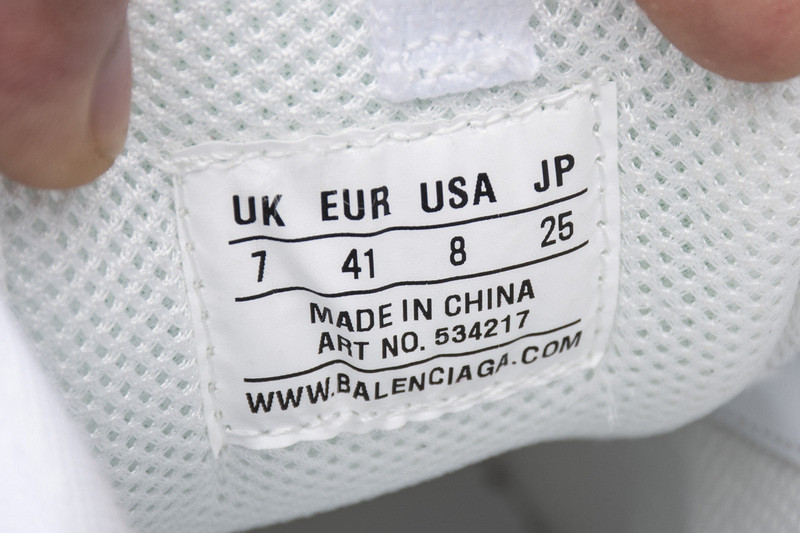 UK EUR USA JP
7 41 8 25
MADE IN CHINA
ART NO. 534217
WWW.BALENCIAGA.COM